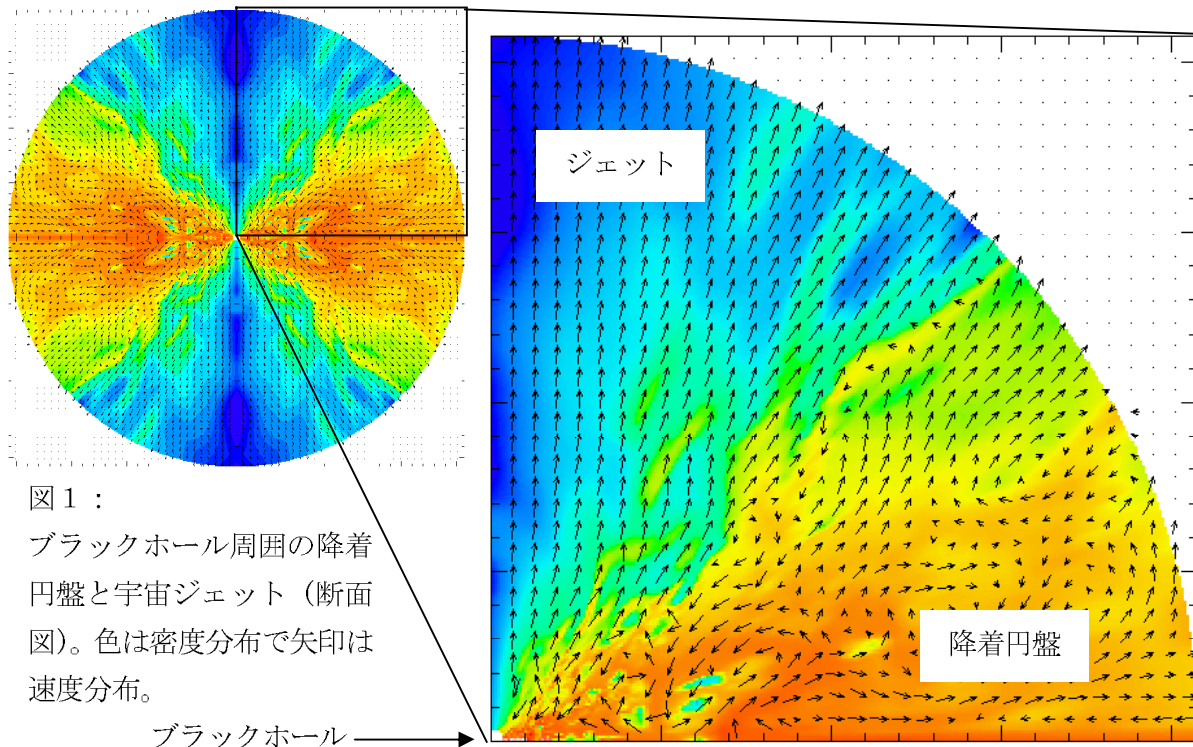 ジェット
図１：
ブラックホール周囲の降着
円盤と宇宙ジェット（断面
図）。色は密度分布で矢印は
速度分布。
降着円盤
ブラックホール